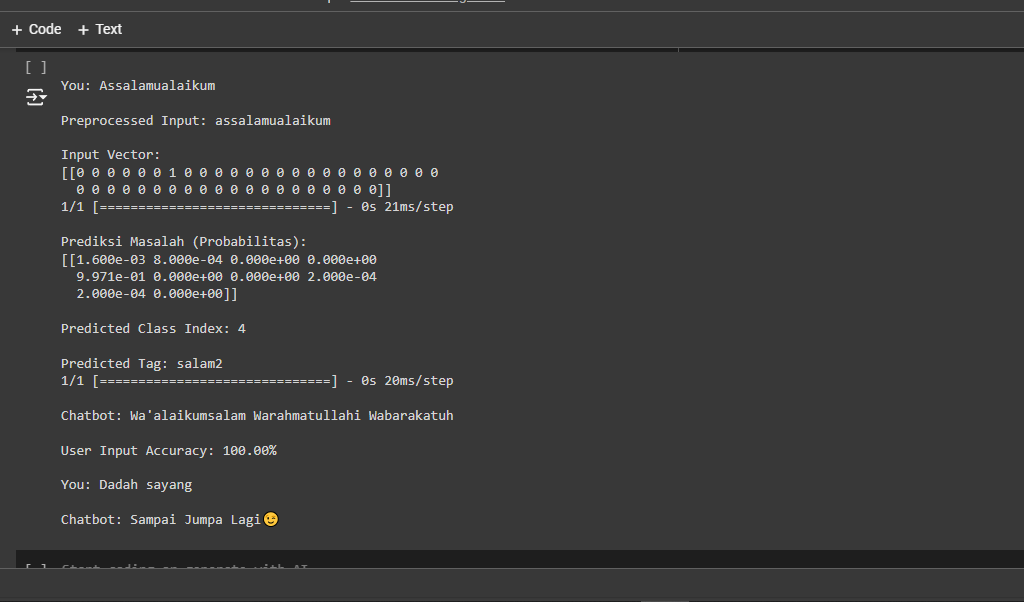 + Code + Text
[ ]
You: Assalamualaikum
Preprocessed Input: assalamualaikum
Input Vector:
[[0 0 0 0 0 0 1 0 0 0 0 0 0 0 0 0 0 0 0 0 0 0 0 0
0 0 0 0 0 0 0 0 0 0 0 0 0 0 0 0 0 0 0 0]]
1/1 [==============================] - 0s 21ms/step
Prediksi Masalah (Probabilitas):
[[1.600e-03 8.000e-04 0.000e+00 0.000e+00
9.971e-01 0.000e+00 0.000e+00 2.000e-04
2.000e-04 0.000e+00]]
Predicted Class Index: 4
Predicted Tag: salam2
1/1 [==============================] - 0s 20ms/step
Chatbot: Wa'alaikumsalam Warahmatullahi Wabarakatuh
User Input Accuracy: 100.00%
You: Dadah sayang
Chatbot: Sampai Jumpa Lagi😉